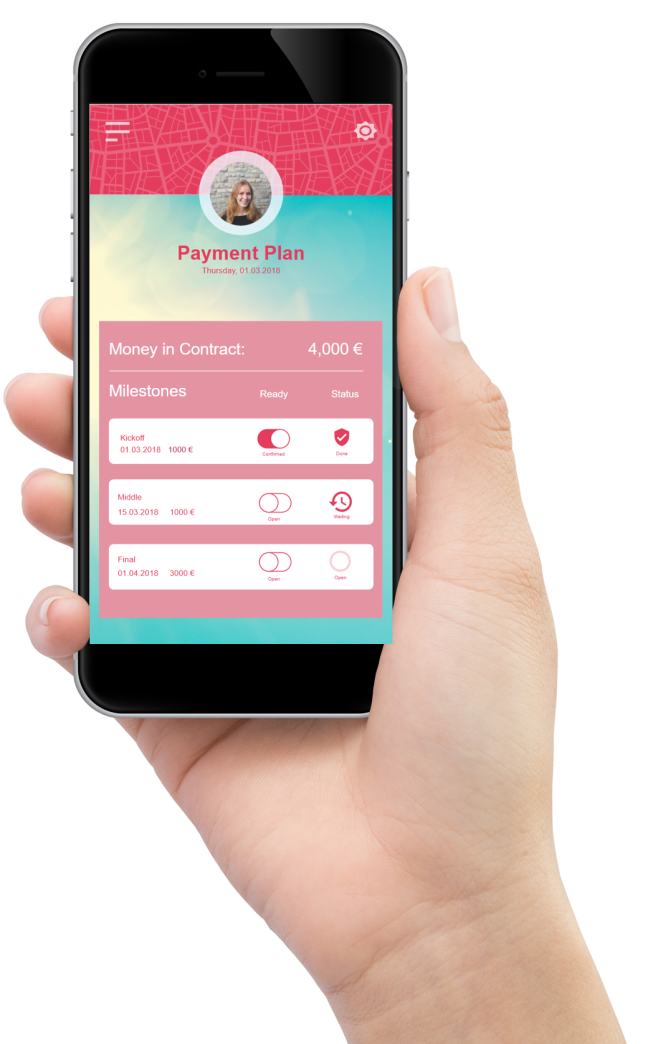 Payment Plan
Thursday, 01.03.2018
Money in Contract: 4,000 €
Milestones Ready Status
Kickoff
01.03.2018 1000 €
Confirmed Done
Middle
15.03.2018 1000 €
Open Waiting
Final
01.04.2018 3000 €
Open Open